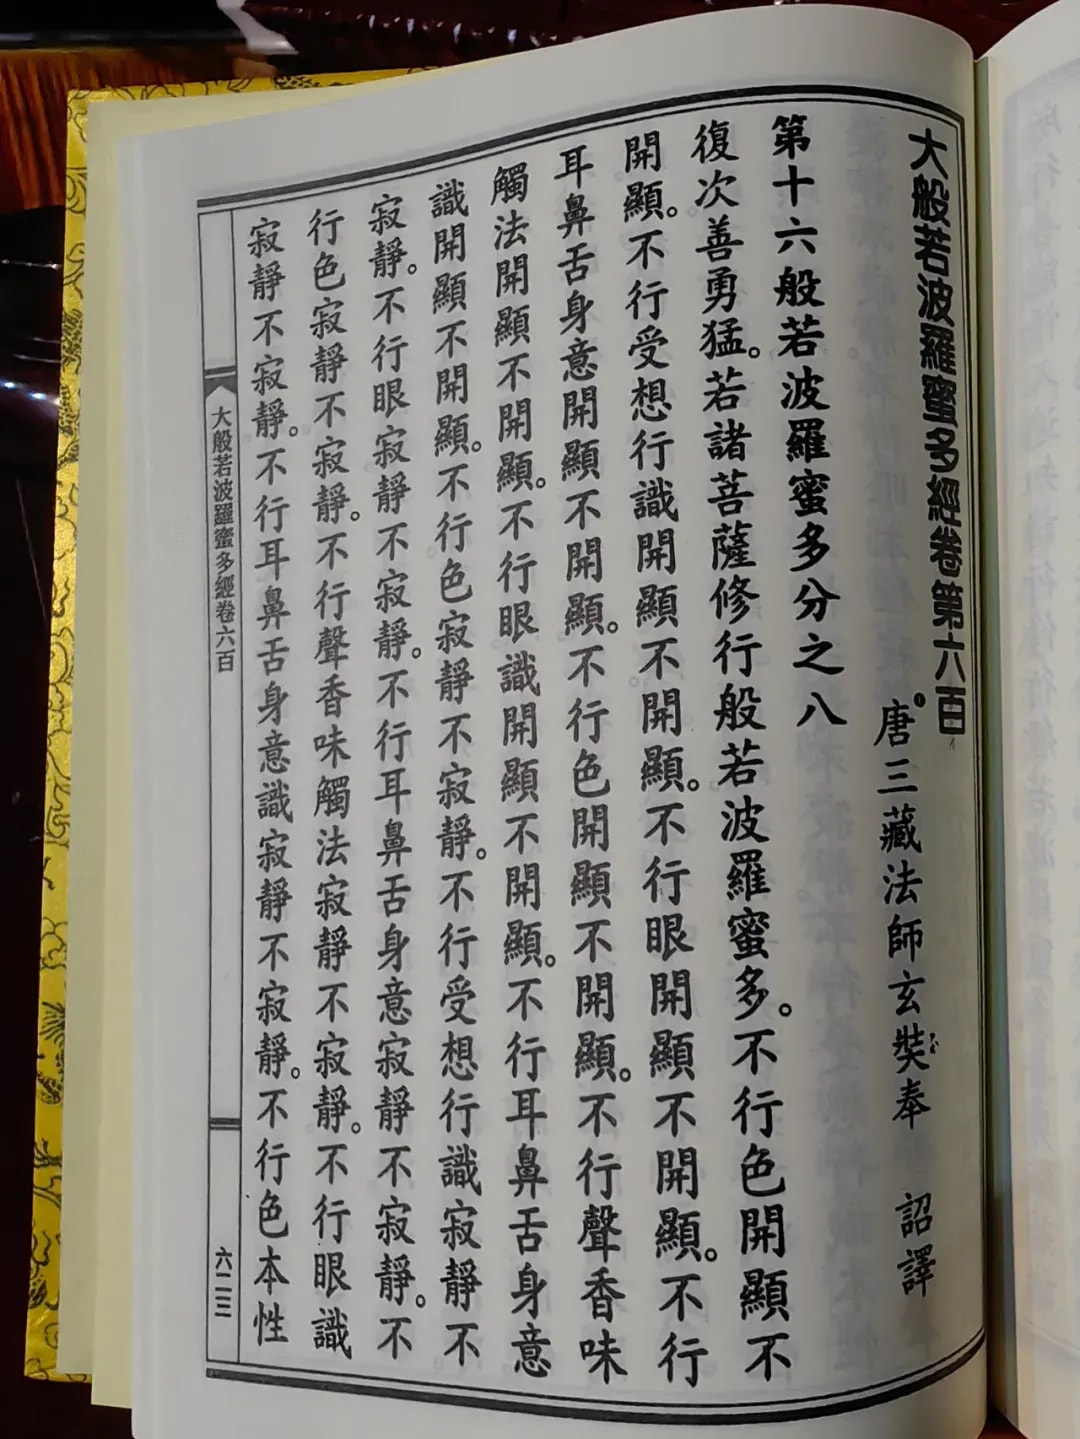 大般若波羅蜜多經卷第六百
唐三藏法師玄奘奉　詔譯
第十六般若波羅蜜多分之八
復次善勇猛。若諸菩薩修行般若波羅蜜多。不行色開顯不
開顯。不行受想行識開顯不開顯。不行眼開顯不開顯。不行
耳鼻舌身意開顯不開顯。不行色開顯不開顯。不行聲香味
觸法開顯不開顯。不行眼識開顯不開顯。不行耳鼻舌身意
識開顯不開顯。不行色寂靜不寂靜。不行受想行識寂靜不
寂靜。不行眼寂靜不寂靜。不行耳鼻舌身意寂靜不寂靜。不
行色寂靜不寂靜。不行聲香味觸法寂靜不寂靜。不行眼識
寂靜不寂靜。不行耳鼻舌身意識寂靜不寂靜。不行色本性
大般若波羅蜜多經卷六百
六二三